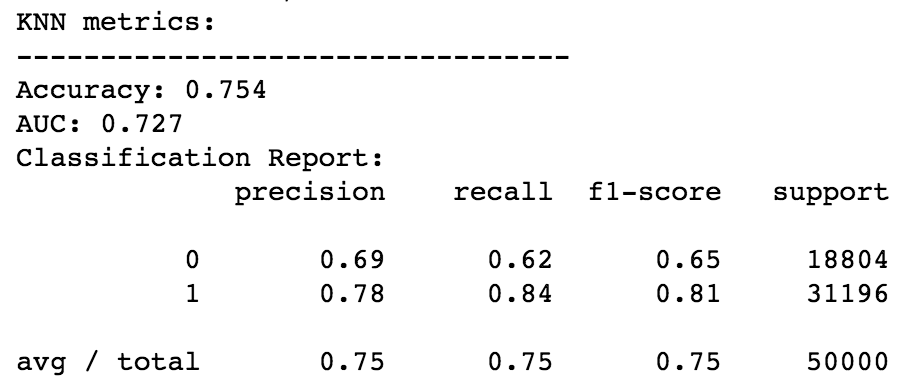 KNN metrics:
---------------------------------
Accuracy: 0.754
AUC: 0.727
Classification Report:
precision recall f1-score support
0 0.69 0.62 0.65 18804
1 0.78 0.84 0.81 31196
avg / total 0.75 0.75 0.75 50000